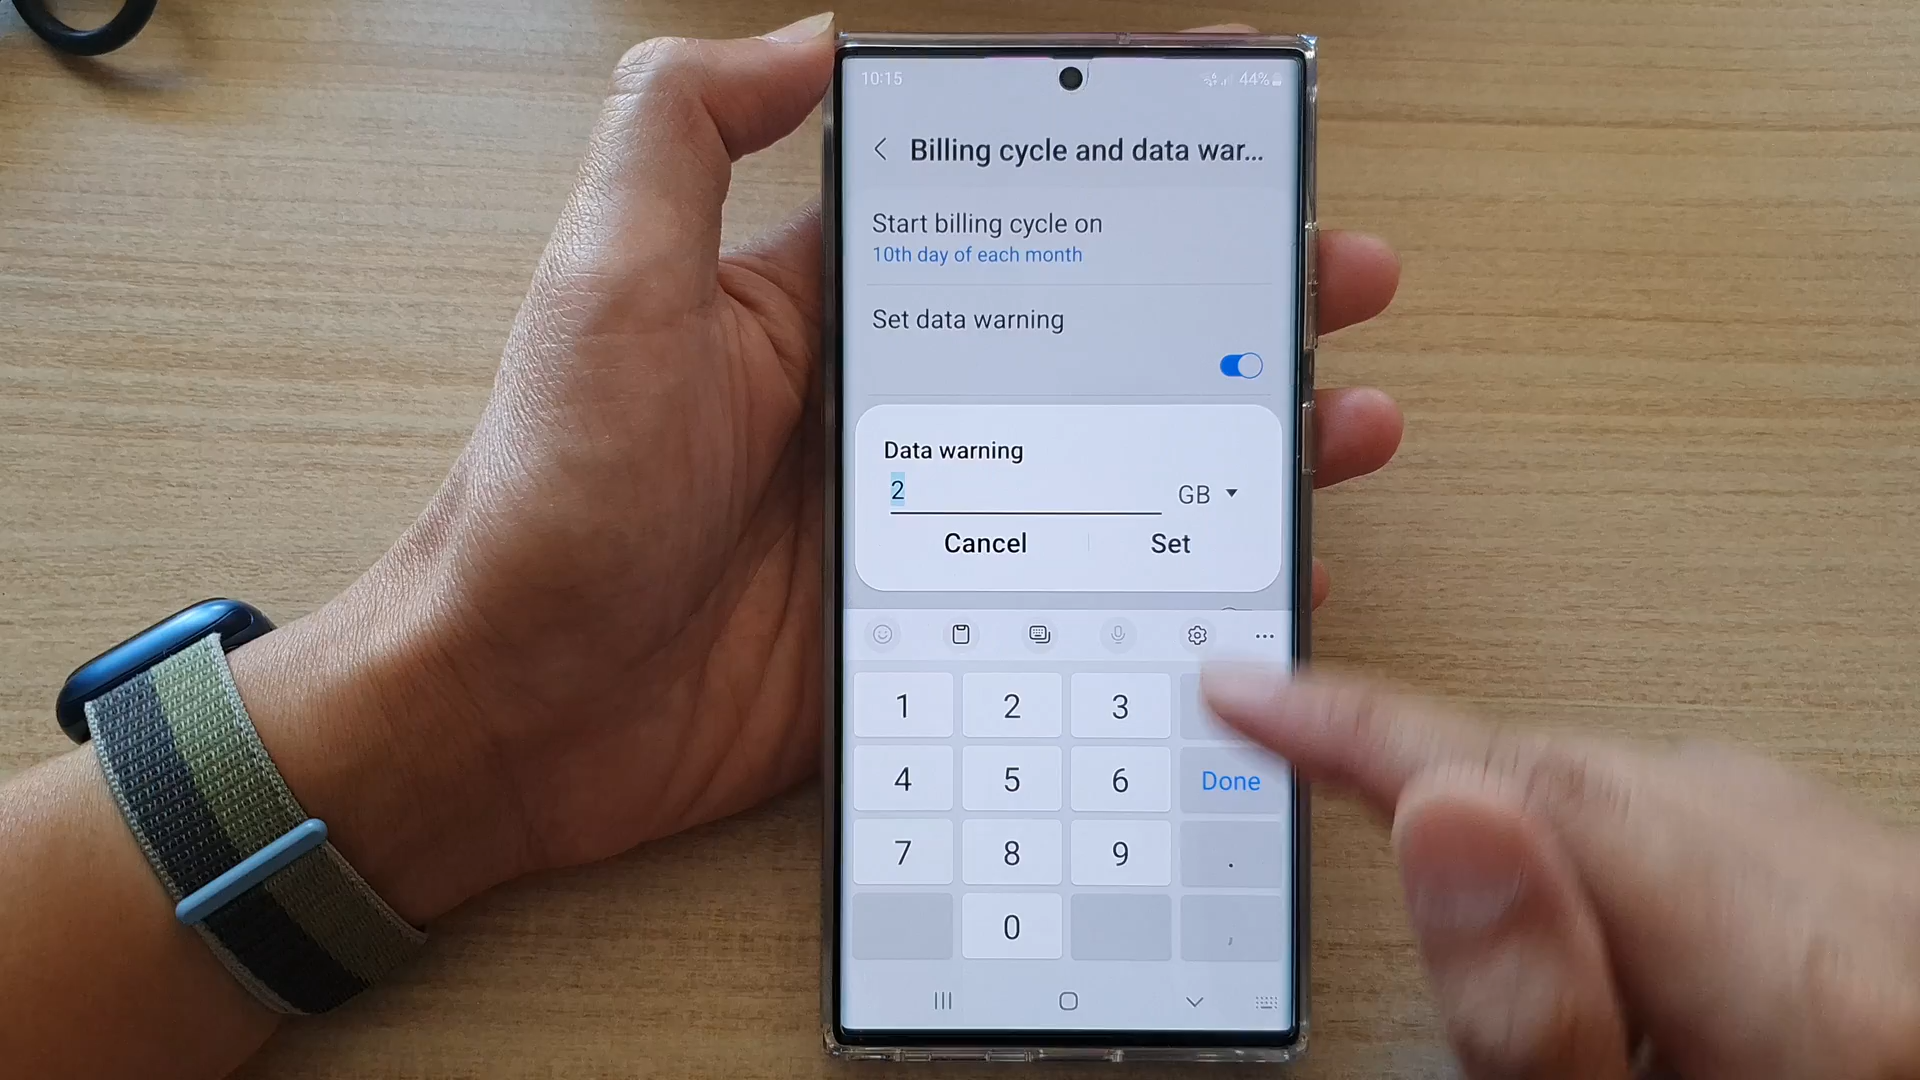 10:15 44%
Billing cycle and data war...
Start billing cycle on
10th day of each month
Set data warning
Data warning
2 GB
Cancel Set
1 2 3
4 5 6 Done
7 8 9 .
0 ,